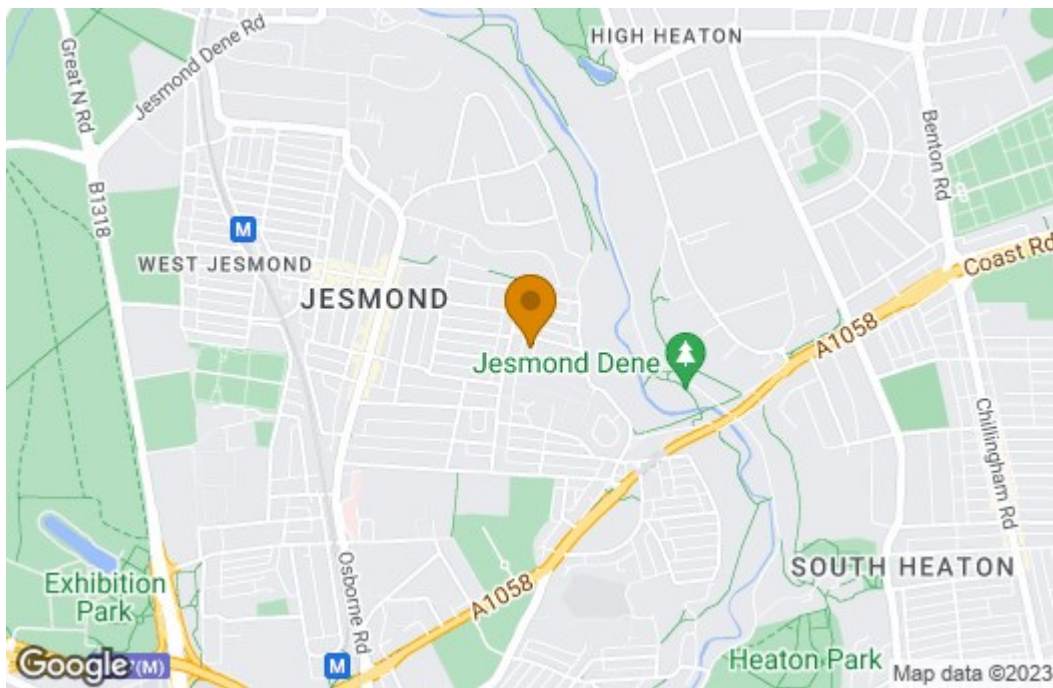 Jesmond Dene Rd
Great N Rd
B1318
HIGH HEATON
Benton Rd
M
WEST JESMOND
JESMOND
Coast Rd
A1058
Jesmond Dene
Chillingham Rd
Exhibition
Park
Osborne Rd
A1058
SOUTH HEATON
M
Heaton Park
Google
(M)
Map data ©2023